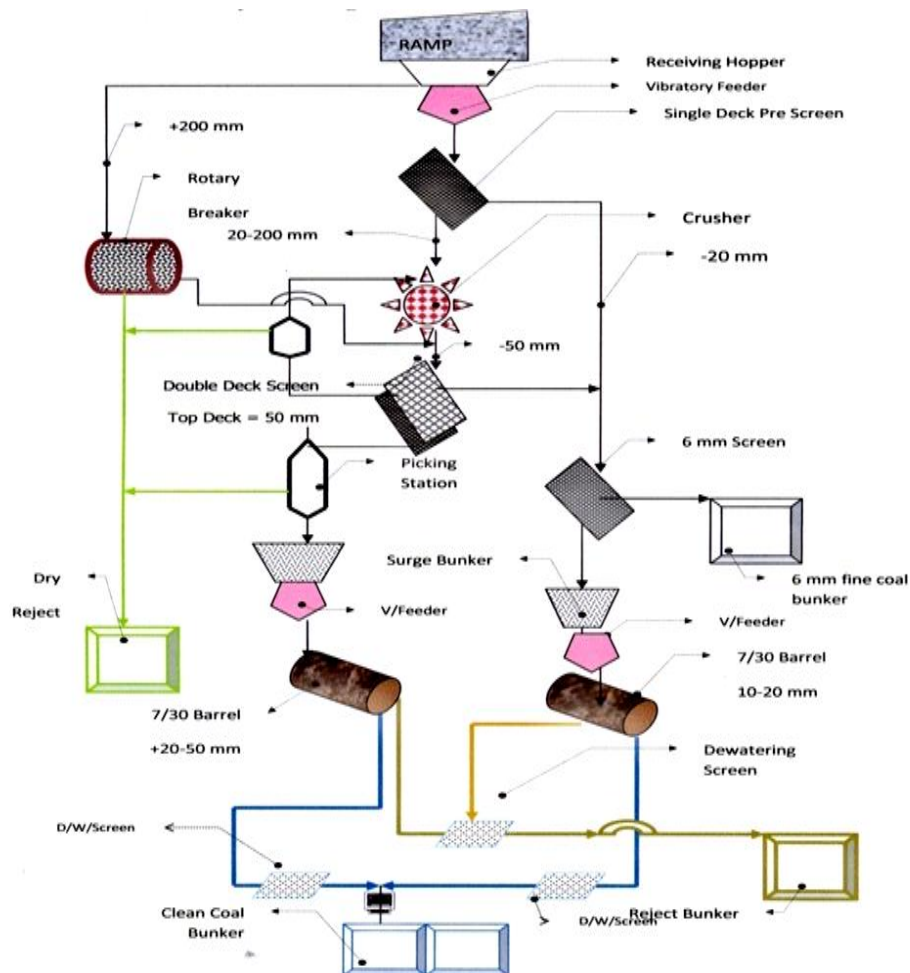 RAMP
Receiving Hopper
Vibratory Feeder
Single Deck Pre Screen
+200 mm
Rotary
Breaker
20-200 mm
Crusher
-20 mm
-50 mm
Double Deck Screen
Top Deck = 50 mm
6 mm Screen
Picking
Station
Surge Bunker
6 mm fine coal
bunker
Dry
Reject
V/Feeder
V/Feeder
7/30 Barrel
10-20 mm
7/30 Barrel
+20-50 mm
Dewatering
Screen
D/W/Screen
Clean Coal
Bunker
D/W/Screen
Reject Bunker